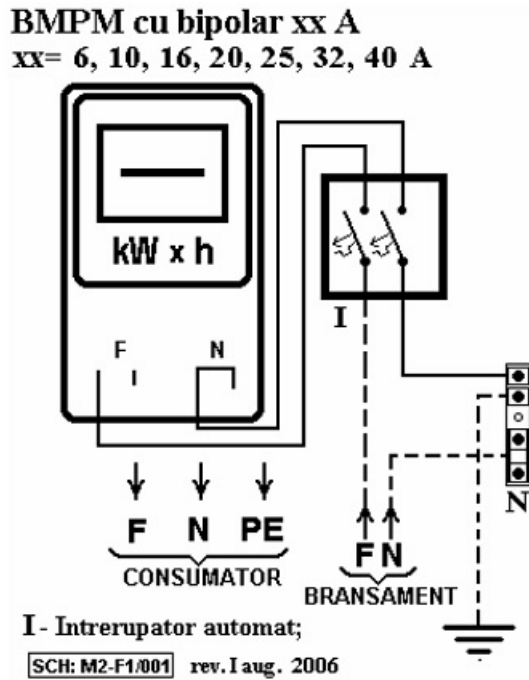 BMPM cu bipolar xx A
xx= 6, 10, 16, 20, 25, 32, 40 A
kW x h
F N
I
N
F N PE
CONSUMATOR
F N
BRANSAMENT
I - Intrerupator automat;
SCH: M2-F1/001 rev. I aug. 2006